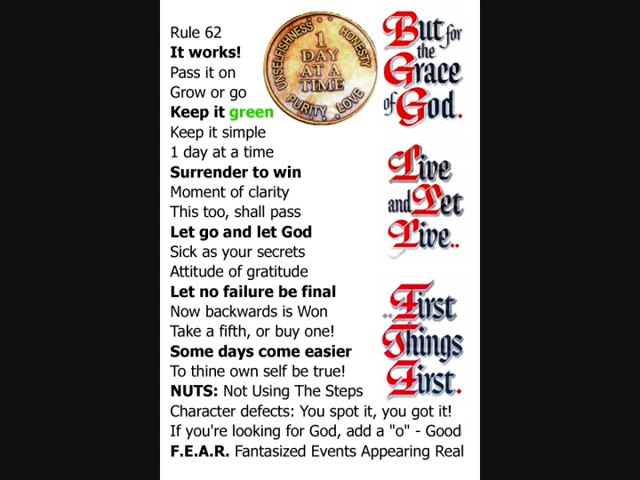 Rule 62
It works!
Pass it on
Grow or go
Keep it green
Keep it simple
1 day at a time
Surrender to win
Moment of clarity
This too, shall pass
Let go and let God
Sick as your secrets
Attitude of gratitude
Let no failure be final
Now backwards is Won
Take a fifth, or buy one!
Some days come easier
To thine own self be true!
NUTS: Not Using The Steps
Character defects: You spot it, you got it!
If you're looking for God, add a "o" - Good
F.E.A.R. Fantasized Events Appearing Real
UNSELFISHNESS
HONESTY
1
DAY
AT A
TIME
PURITY
LOVE
But for
the
Grace
of God.
Live
and Let
Live..
..First
Things
First.